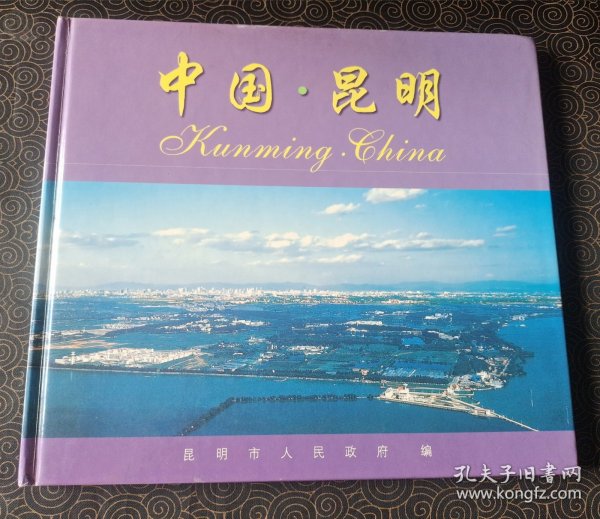 中国·昆明
Kunming·China
昆明市人民政府 编
孔夫子旧书网
www.kongfz.com